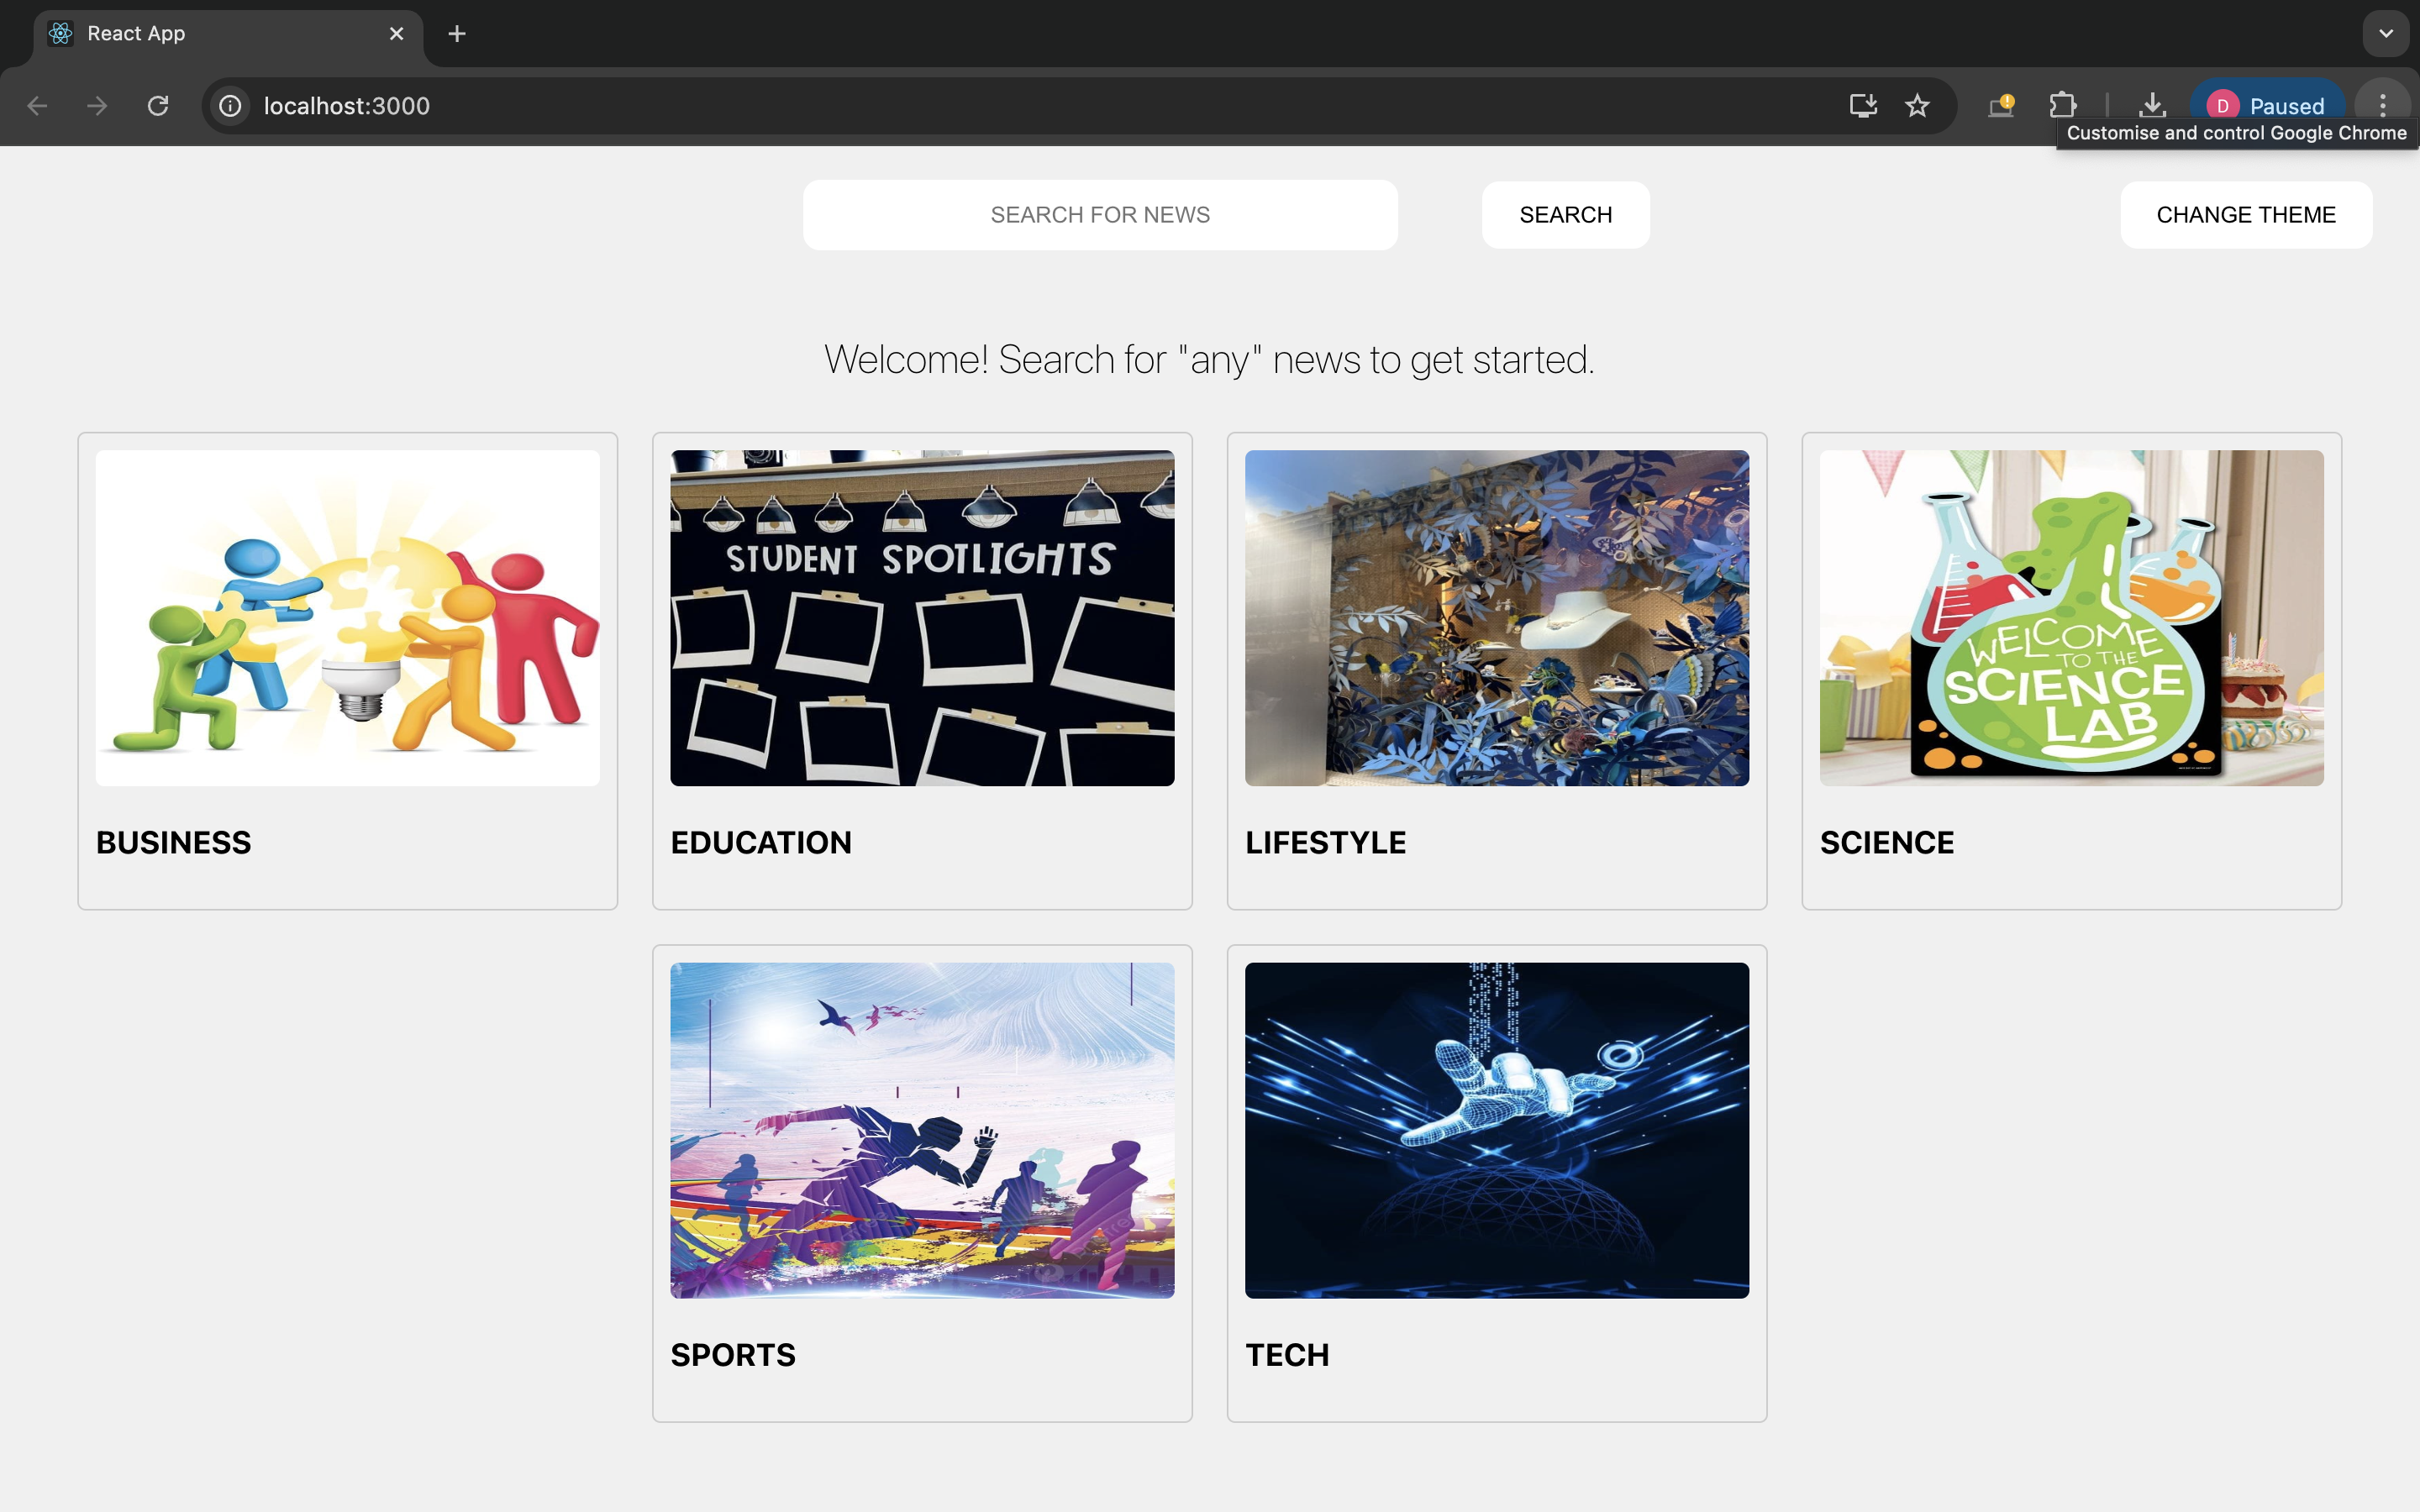 React App
localhost:3000
D Paused
Customise and control Google Chrome
SEARCH FOR NEWS
SEARCH
CHANGE THEME
Welcome! Search for "any" news to get started.
STUDENT SPOTLIGHTS
WELCOME
TO THE
SCIENCE
LAB
BUSINESS
EDUCATION
LIFESTYLE
SCIENCE
SPORTS
TECH